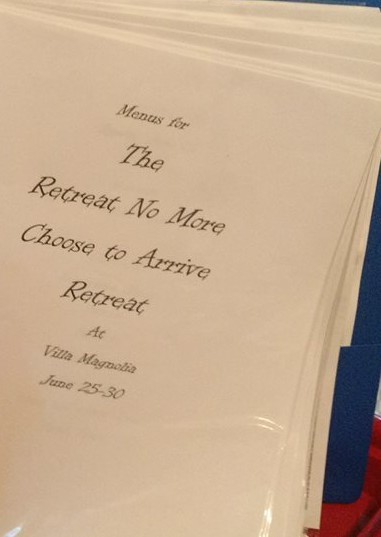 Menus for
The
Retreat No More
Choose to Arrive
Retreat
At
Villa Magnolia
June 25-30